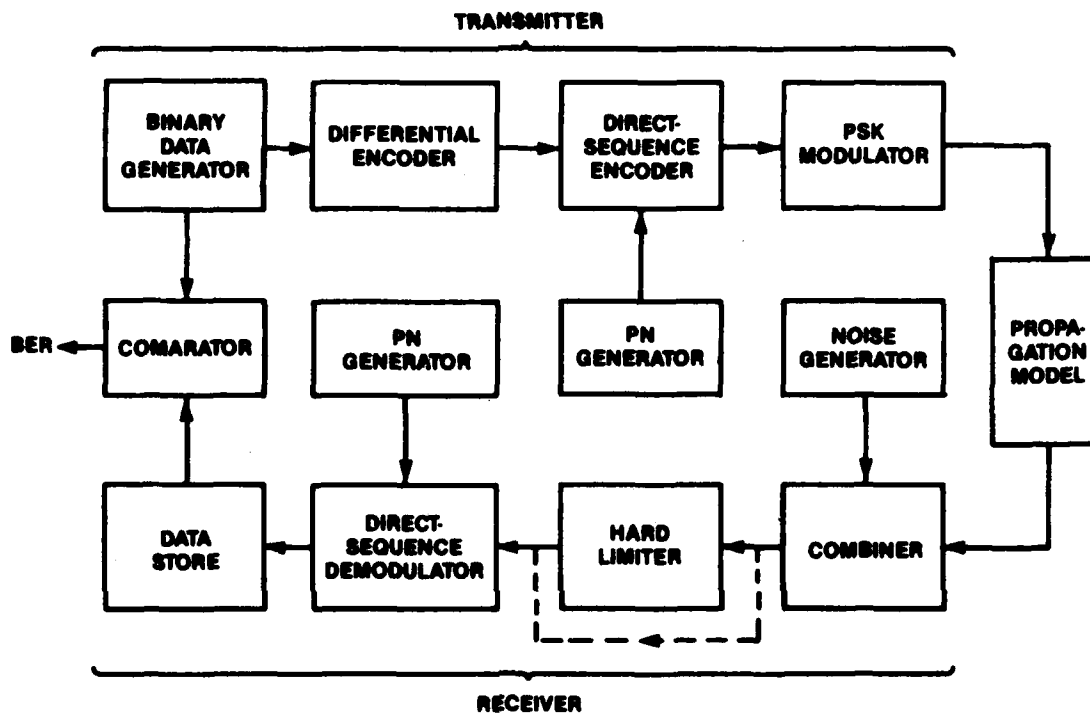 TRANSMITTER
BINARY
DATA
GENERATOR
DIFFERENTIAL
ENCODER
DIRECT-
SEQUENCE
ENCODER
PSK
MODULATOR
BER
COMARATOR
PN
GENERATOR
PN
GENERATOR
NOISE
GENERATOR
PROPA-
GATION
MODEL
DATA
STORE
DIRECT-
SEQUENCE
DEMODULATOR
HARD
LIMITER
COMBINER
RECEIVER